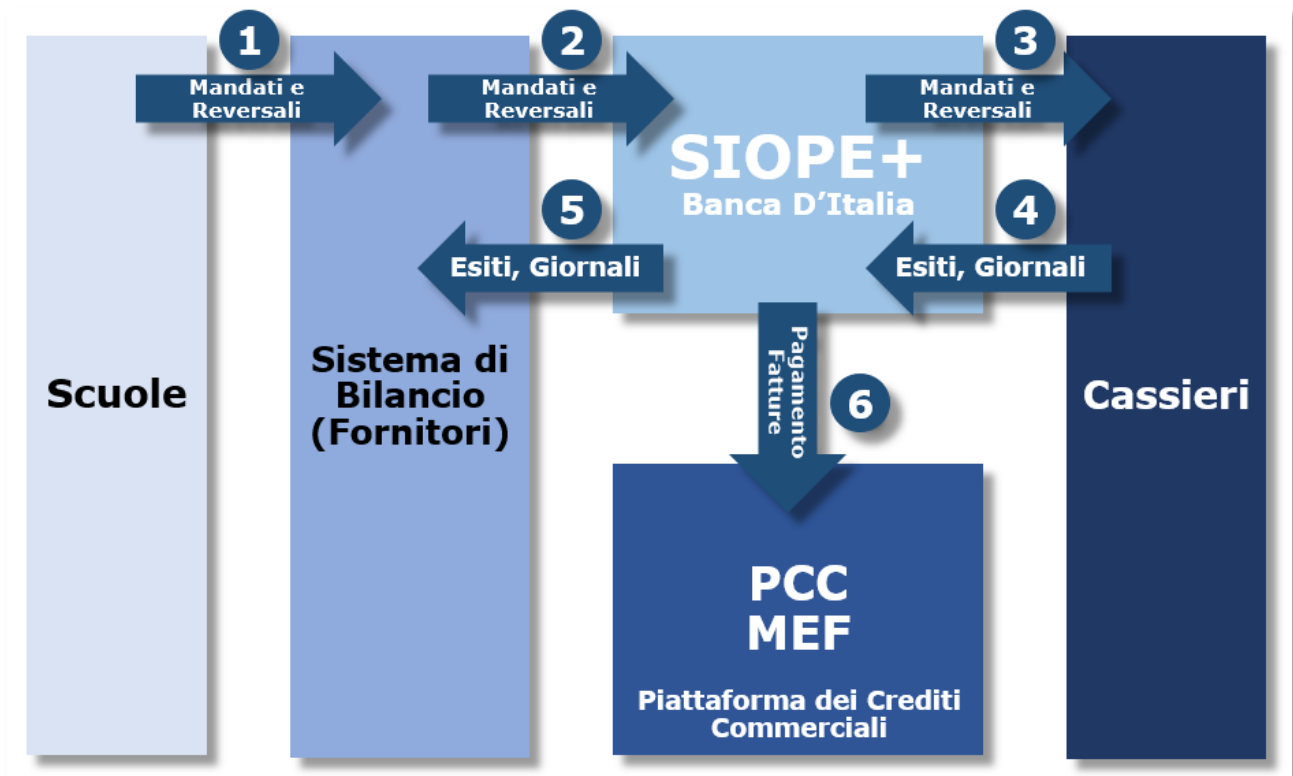 1
Mandati e
Reversali
2
Mandati e
Reversali
3
Mandati e
Reversali
SIOPE+
Banca D'Italia
5
Esiti, Giornali
4
Esiti, Giornali
Scuole
Sistema di
Bilancio
(Fornitori)
Pagamento
Fatture
6
Cassieri
PCC
MEF
Piattaforma dei Crediti
Commerciali